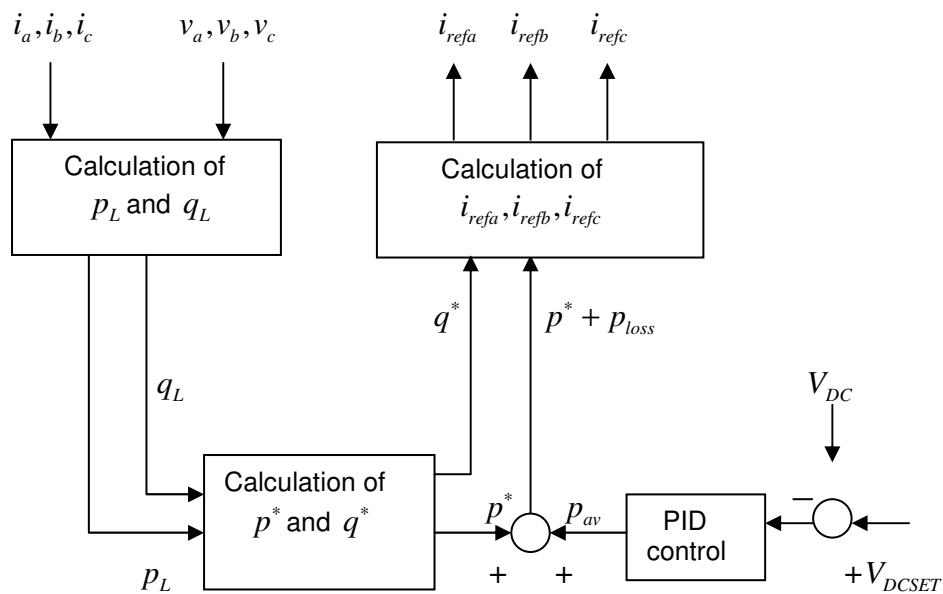 i_a, i_b, i_c
v_a, v_b, v_c
i_refa
i_refb
i_refc
Calculation of
p_L and q_L
Calculation of
i_refa, i_refb, i_refc
q^*
p^* + p_loss
q_L
V_DC
Calculation of
p^* and q^*
p^*
p_av
PID
control
−
p_L
+
+
+V_DCSET